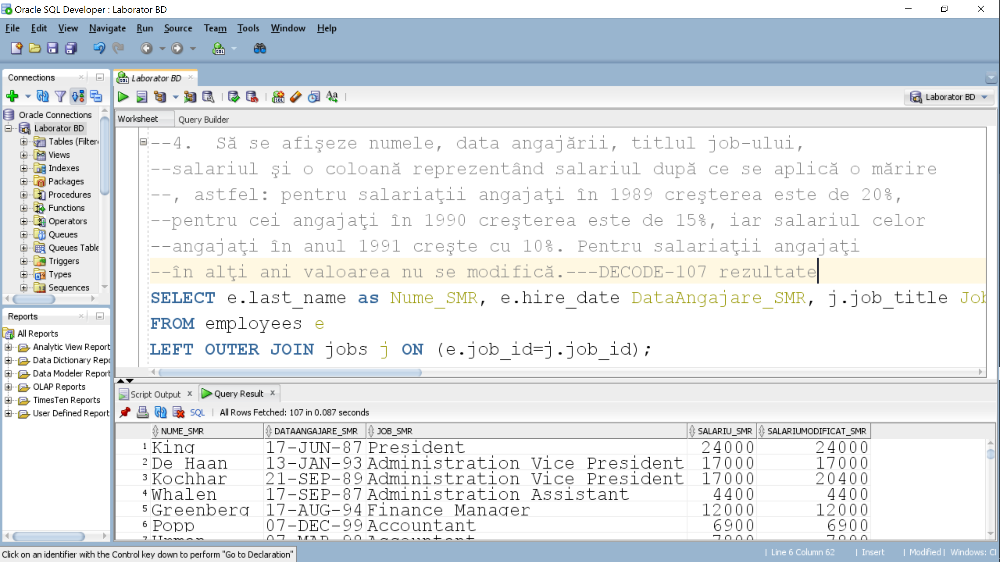 Oracle SQL Developer : Laborator BD
File Edit View Navigate Run Source Team Tools Window Help
Connections
Oracle Connections
Laborator BD
Tables (Filter
Views
Indexes
Packages
Procedures
Functions
Operators
Queues
Queues Table
Triggers
Types
Sequences
Reports
All Reports
Analytic View Report
Data Dictionary Repo
Data Modeler Report
OLAP Reports
TimesTen Reports
User Defined Report
Laborator BD
Laborator BD
Worksheet Query Builder
--4. Să se afişeze numele, data angajării, titlul job-ului,
--salariul şi o coloană reprezentând salariul după ce se aplică o mărire
--, astfel: pentru salariaţii angajaţi în 1989 creşterea este de 20%,
--pentru cei angajaţi în 1990 creşterea este de 15%, iar salariul celor
--angajaţi în anul 1991 creşte cu 10%. Pentru salariaţii angajaţi
--în alţi ani valoarea nu se modifică.---DECODE-107 rezultate
SELECT e.last_name as Nume_SMR, e.hire_date DataAngajare_SMR, j.job_title Job
FROM employees e
LEFT OUTER JOIN jobs j ON (e.job_id=j.job_id);
Script Output Query Result
SQL All Rows Fetched: 107 in 0.087 seconds
NUME_SMR DATAANGAJARE_SMR JOB_SMR SALARIU_SMR SALARIUMODIFICAT_SMR
1 King 17-JUN-87 President 24000 24000
2 De Haan 13-JAN-93 Administration Vice President 17000 17000
3 Kochhar 21-SEP-89 Administration Vice President 17000 20400
4 Whalen 17-SEP-87 Administration Assistant 4400 4400
5 Greenberg 17-AUG-94 Finance Manager 12000 12000
6 Popp 07-DEC-99 Accountant 6900 6900
7 Urman 07-MAR-98 Accountant 7800 7800
Click on an identifier with the Control key down to perform "Go to Declaration"
| Line 6 Column 62 | Insert | Modified | Windows: Cl